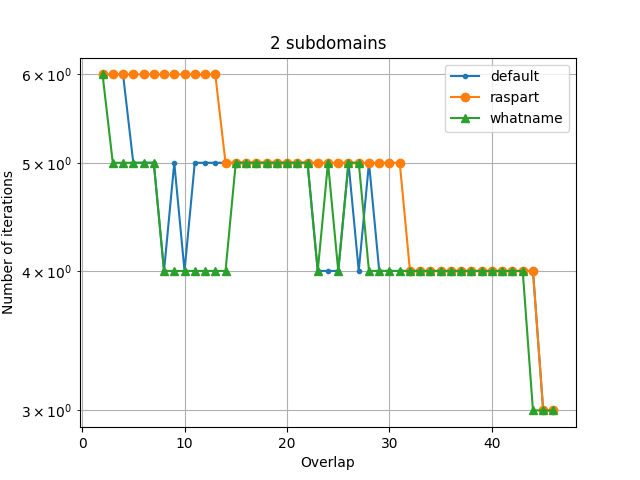 2 subdomains
default
raspart
whatname
6 × 10⁰
5 × 10⁰
4 × 10⁰
3 × 10⁰
Number of iterations
0 10 20 30 40
Overlap